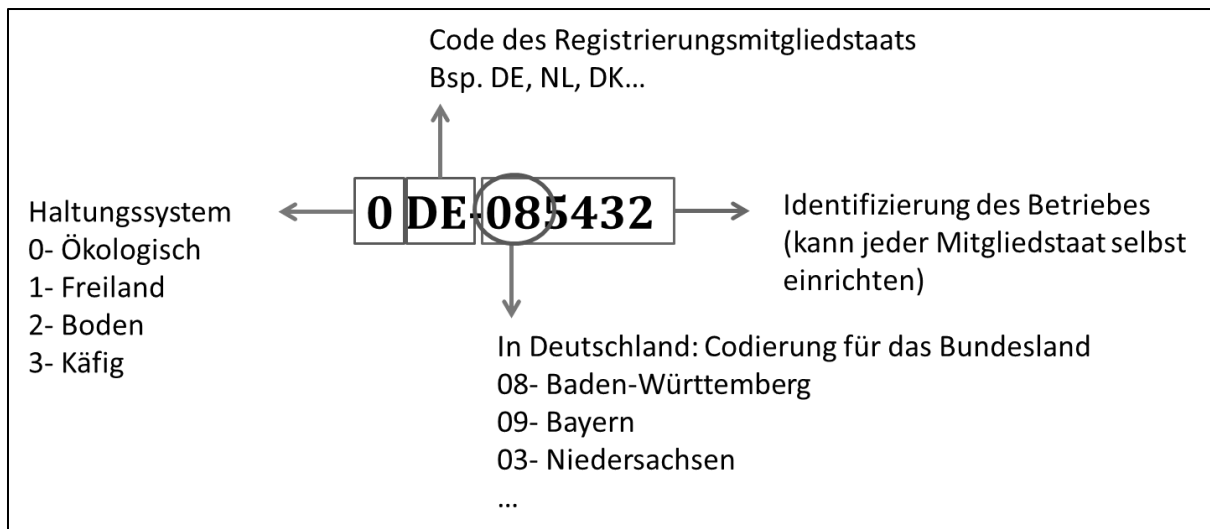 Code des Registrierungsmitgliedstaats
Bsp. DE, NL, DK...
0 DE-085432
Haltungssystem
0- Ökologisch
1- Freiland
2- Boden
3- Käfig
Identifizierung des Betriebes
(kann jeder Mitgliedstaat selbst
einrichten)
In Deutschland: Codierung für das Bundesland
08- Baden-Württemberg
09- Bayern
03- Niedersachsen
...